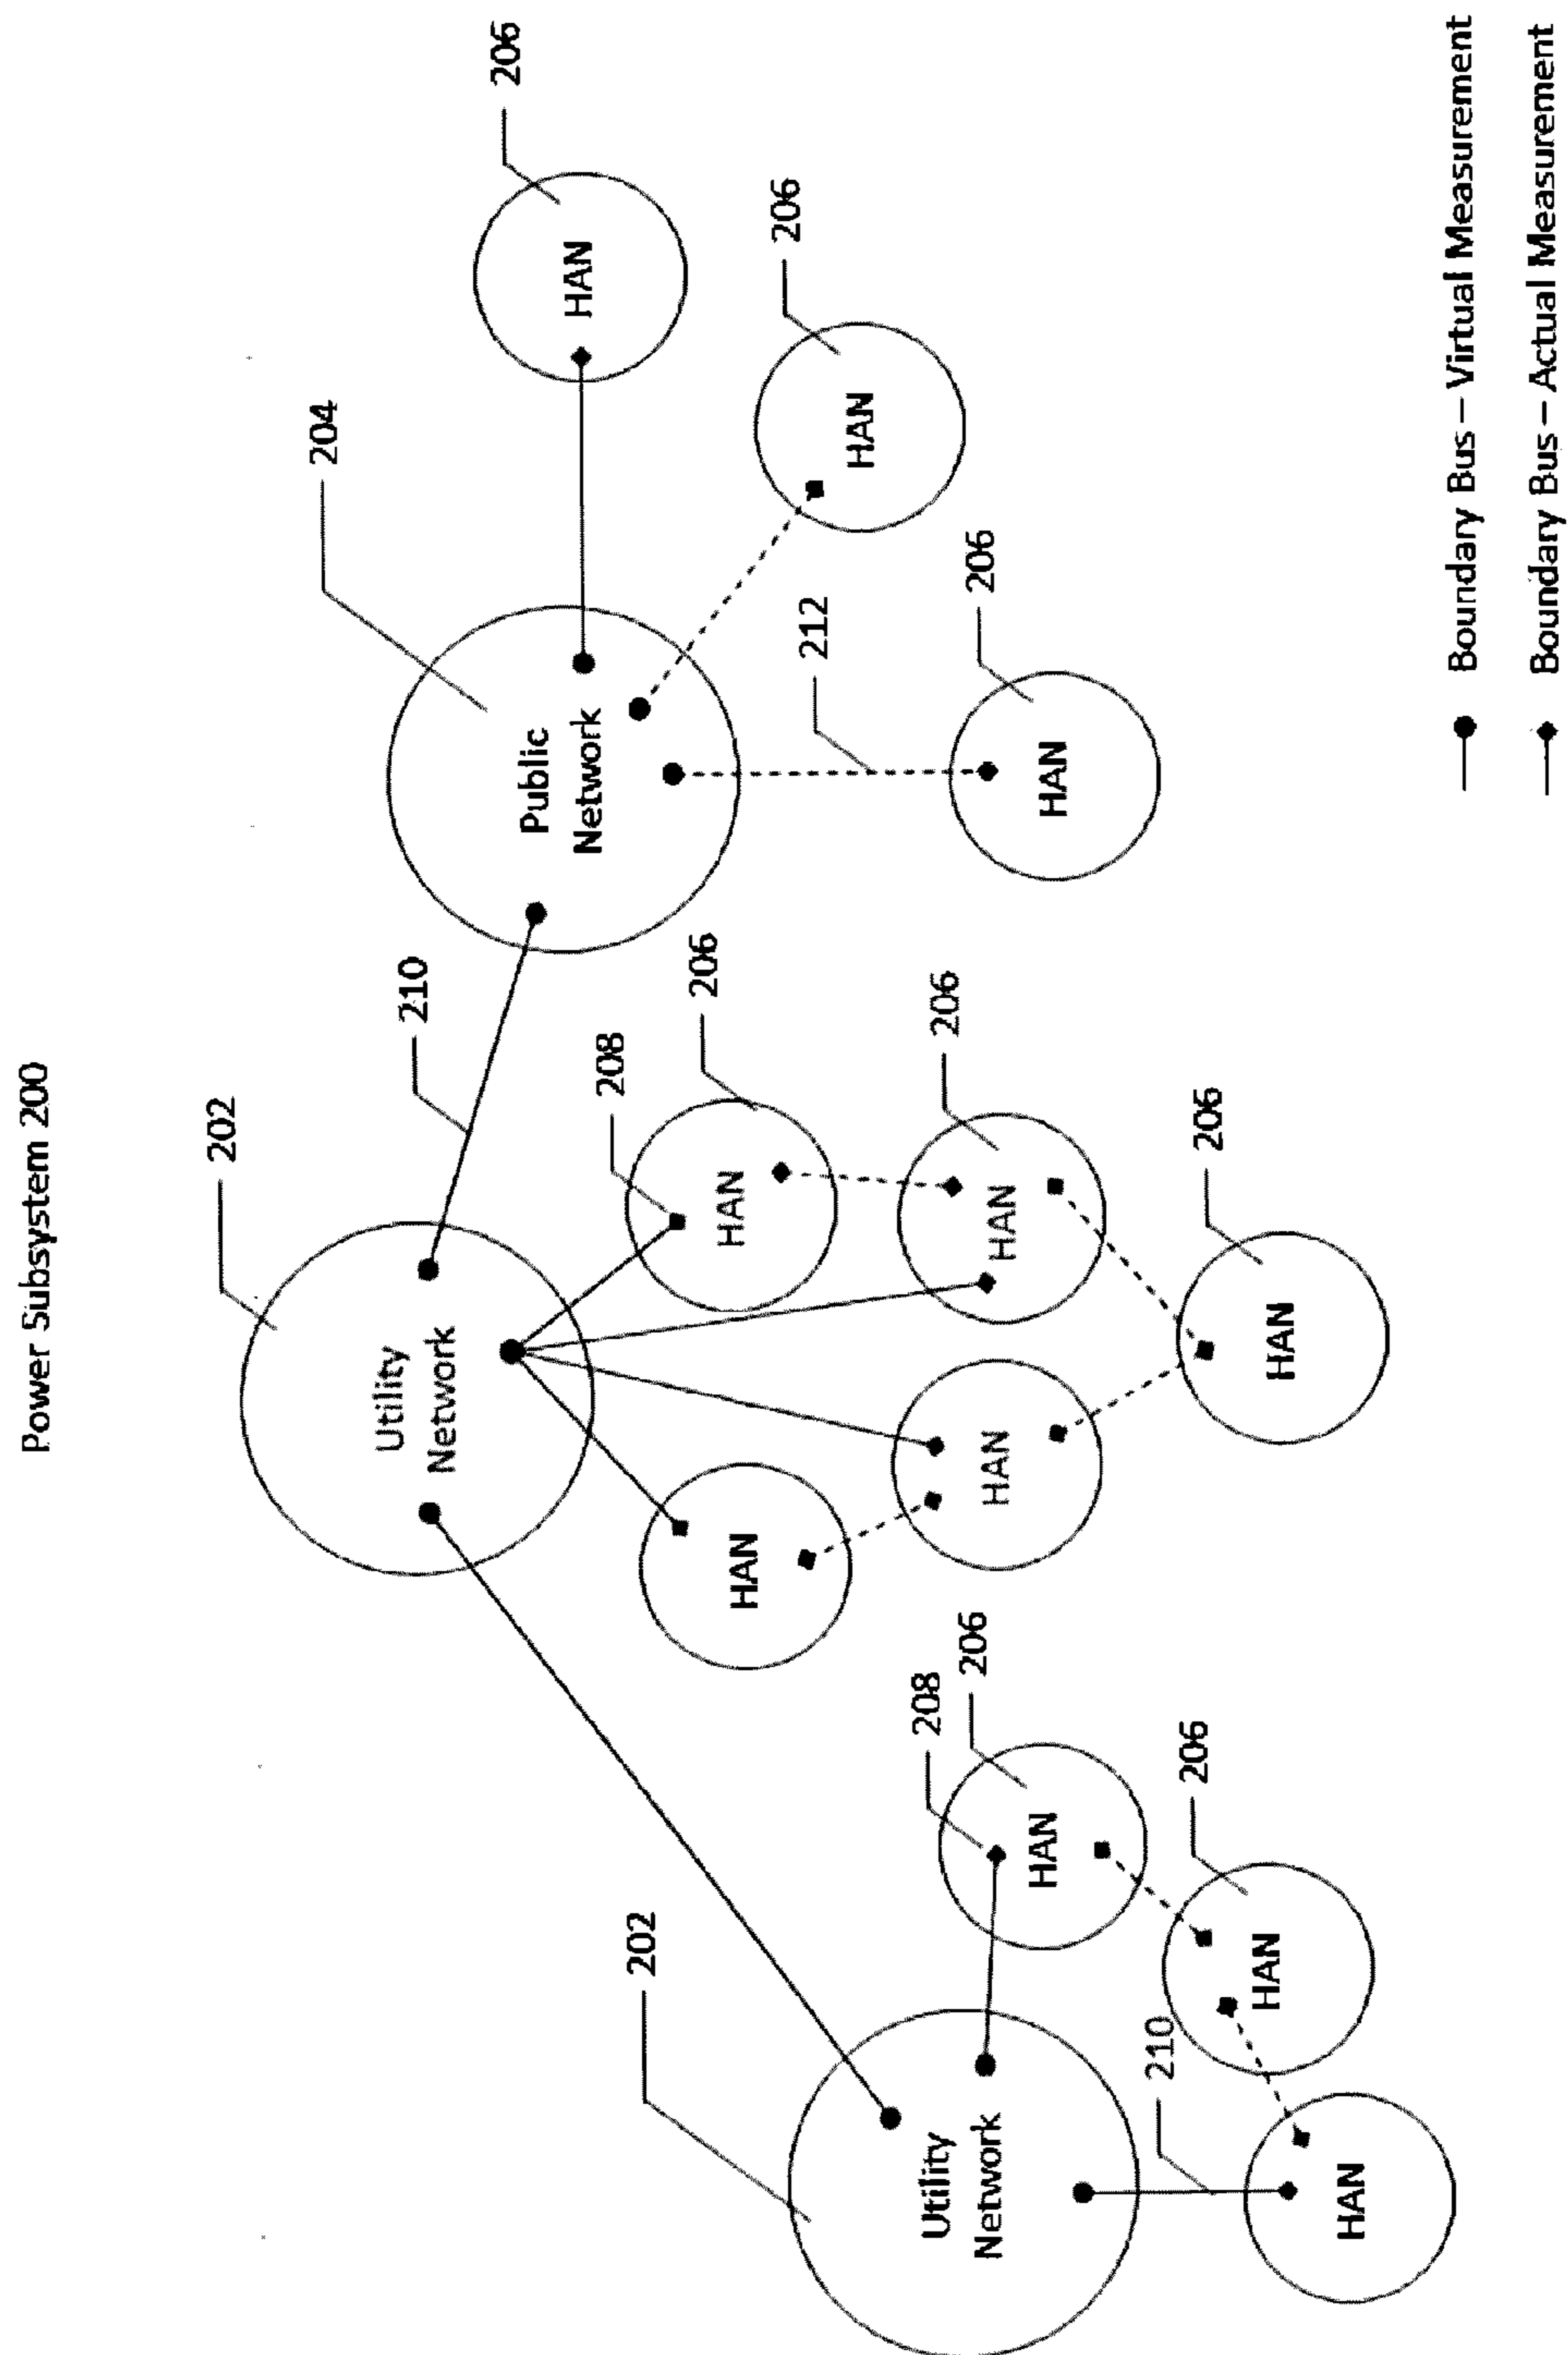 Power Subsystem 200
202
204
Utility
Network
210
206
Public
Network
HAN
208
202
206
HAN
HAN
206
212
HAN
208
Utility
Network
206
206
206
HAN
HAN
HAN
HAN
210
206
206
HAN
HAN
HAN
Boundary Bus – Virtual Measurement
Boundary Bus – Actual Measurement